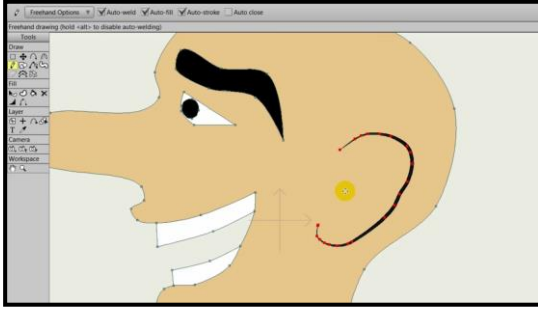 Freehand Options Auto-weld Auto-fill Auto-stroke Auto close
Freehand drawing (hold <alt> to disable auto-welding)
Tools
Draw
Fill
Layer
T
Camera
Workspace